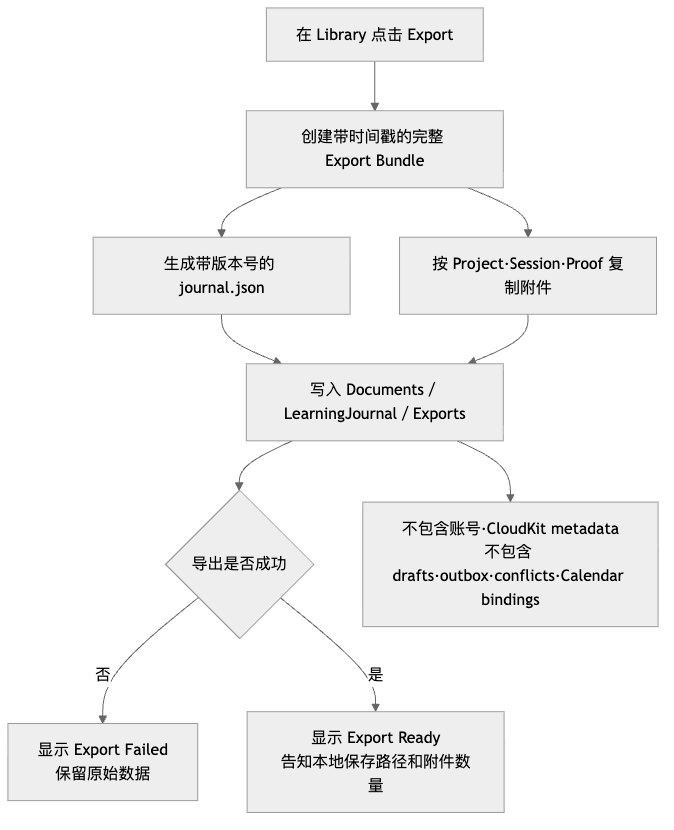 在 Library 点击 Export
创建带时间戳的完整
Export Bundle
生成带版本号的
journal.json
按 Project·Session·Proof 复
制附件
写入 Documents /
LearningJournal / Exports
导出是否成功
不包含账号·CloudKit metadata
不包含
drafts·outbox·conflicts·Calendar
bindings
否
是
显示 Export Failed
保留原始数据
显示 Export Ready
告知本地保存路径和附件数
量